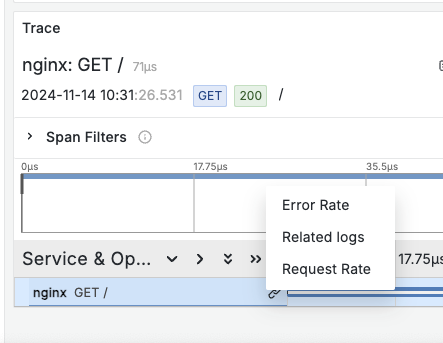 Trace
nginx: GET / 71μs
2024-11-14 10:31:26.531 GET 200 /
Span Filters
0μs 17.75μs 35.5μs
Error Rate
Related logs
Request Rate
Service & Op... 17.75μs
nginx GET /